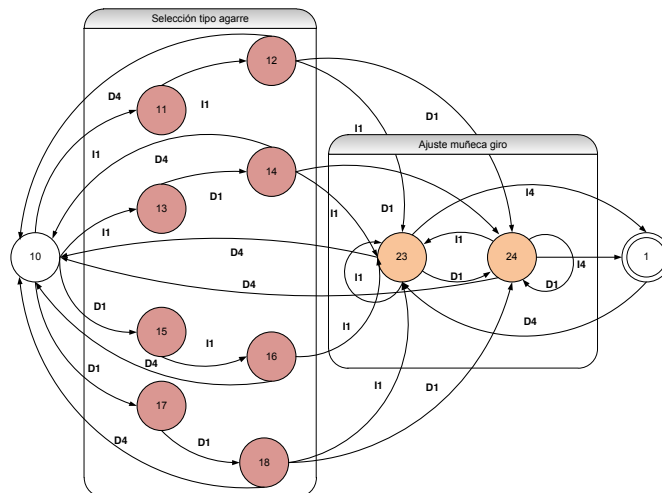 Selección tipo agarre
12
D4
11
I1
D1
I1
I1
Ajuste muñeca giro
D4
14
D1
13
I1
D1
I4
I1
I1
D4
10
23
24
1
D4
I1
D1
D1
I4
D1
15
I1
I1
D4
16
D4
D1
17
I1
D1
D1
D4
18